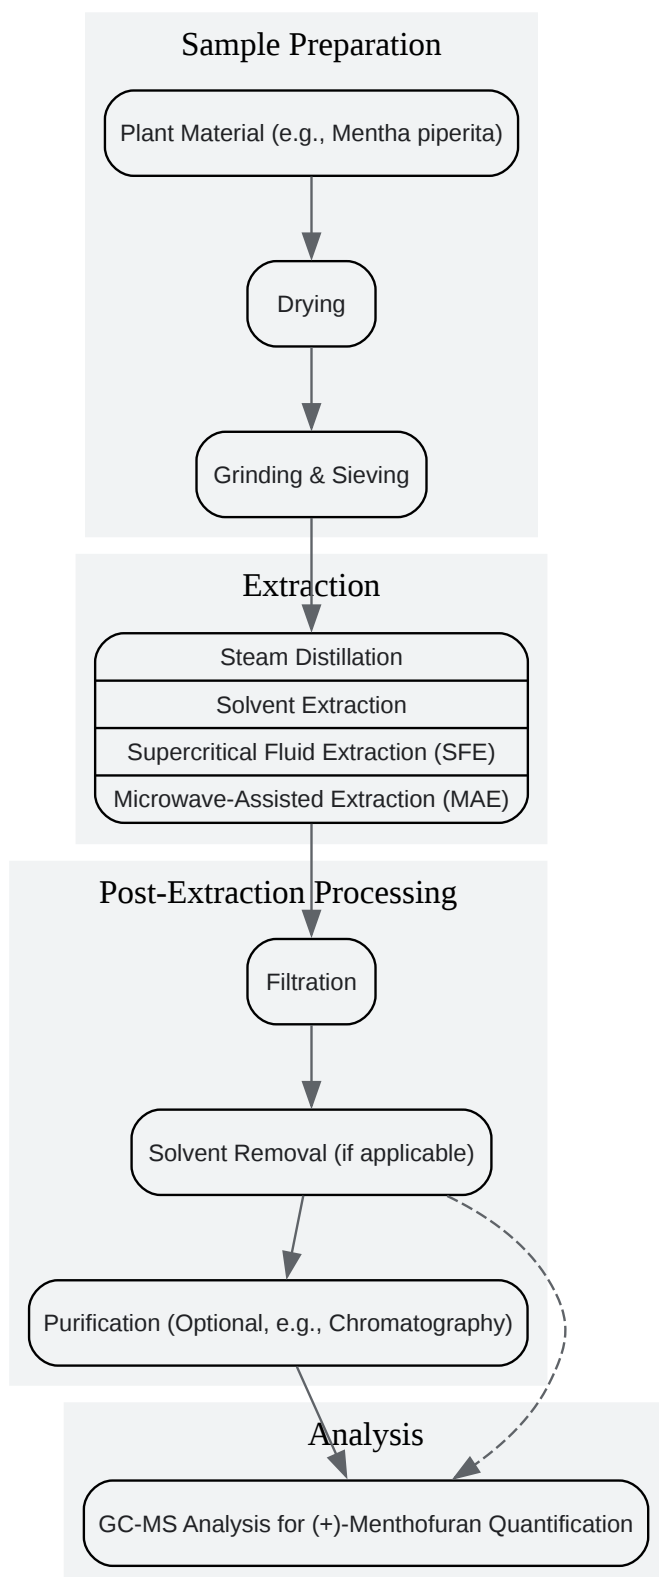 Sample Preparation
Plant Material (e.g., Mentha piperita)
Drying
Grinding & Sieving
Extraction
Steam Distillation
Solvent Extraction
Supercritical Fluid Extraction (SFE)
Microwave-Assisted Extraction (MAE)
Post-Extraction Processing
Filtration
Solvent Removal (if applicable)
Purification (Optional, e.g., Chromatography)
Analysis
GC-MS Analysis for (+)-Menthofuran Quantification